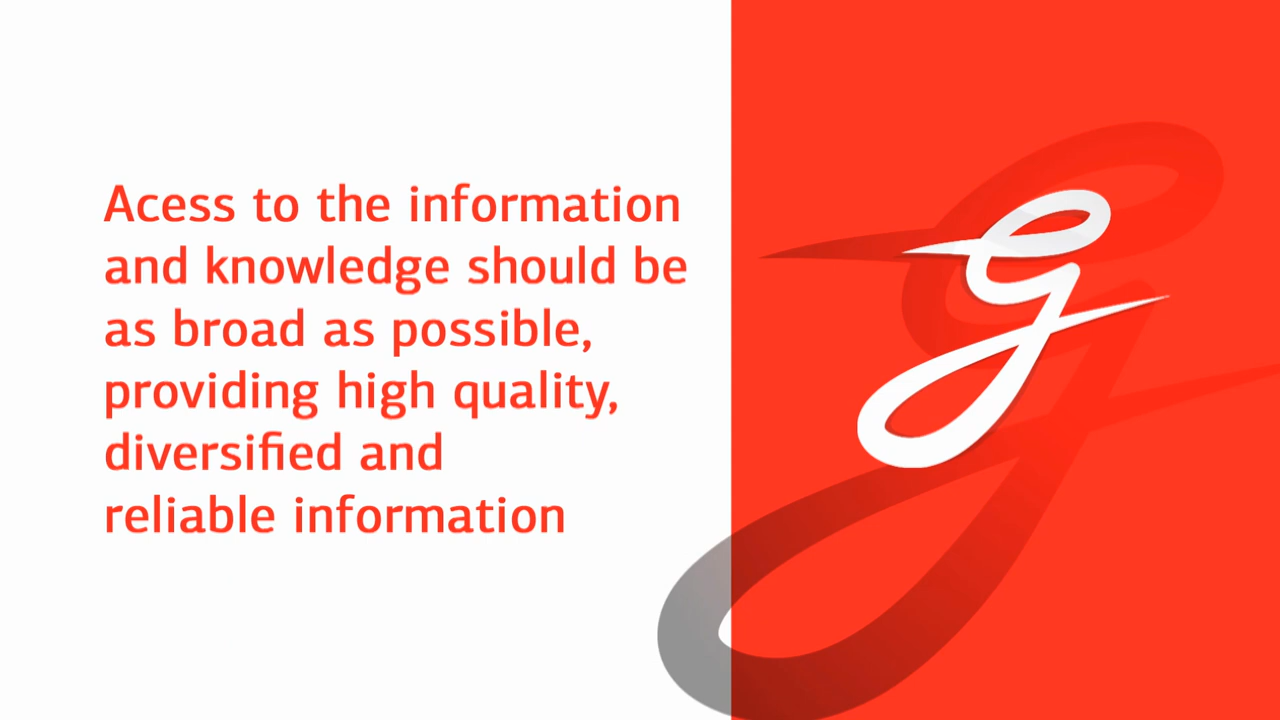 Acess to the information
and knowledge should be
as broad as possible,
providing high quality,
diversified and
reliable information
g